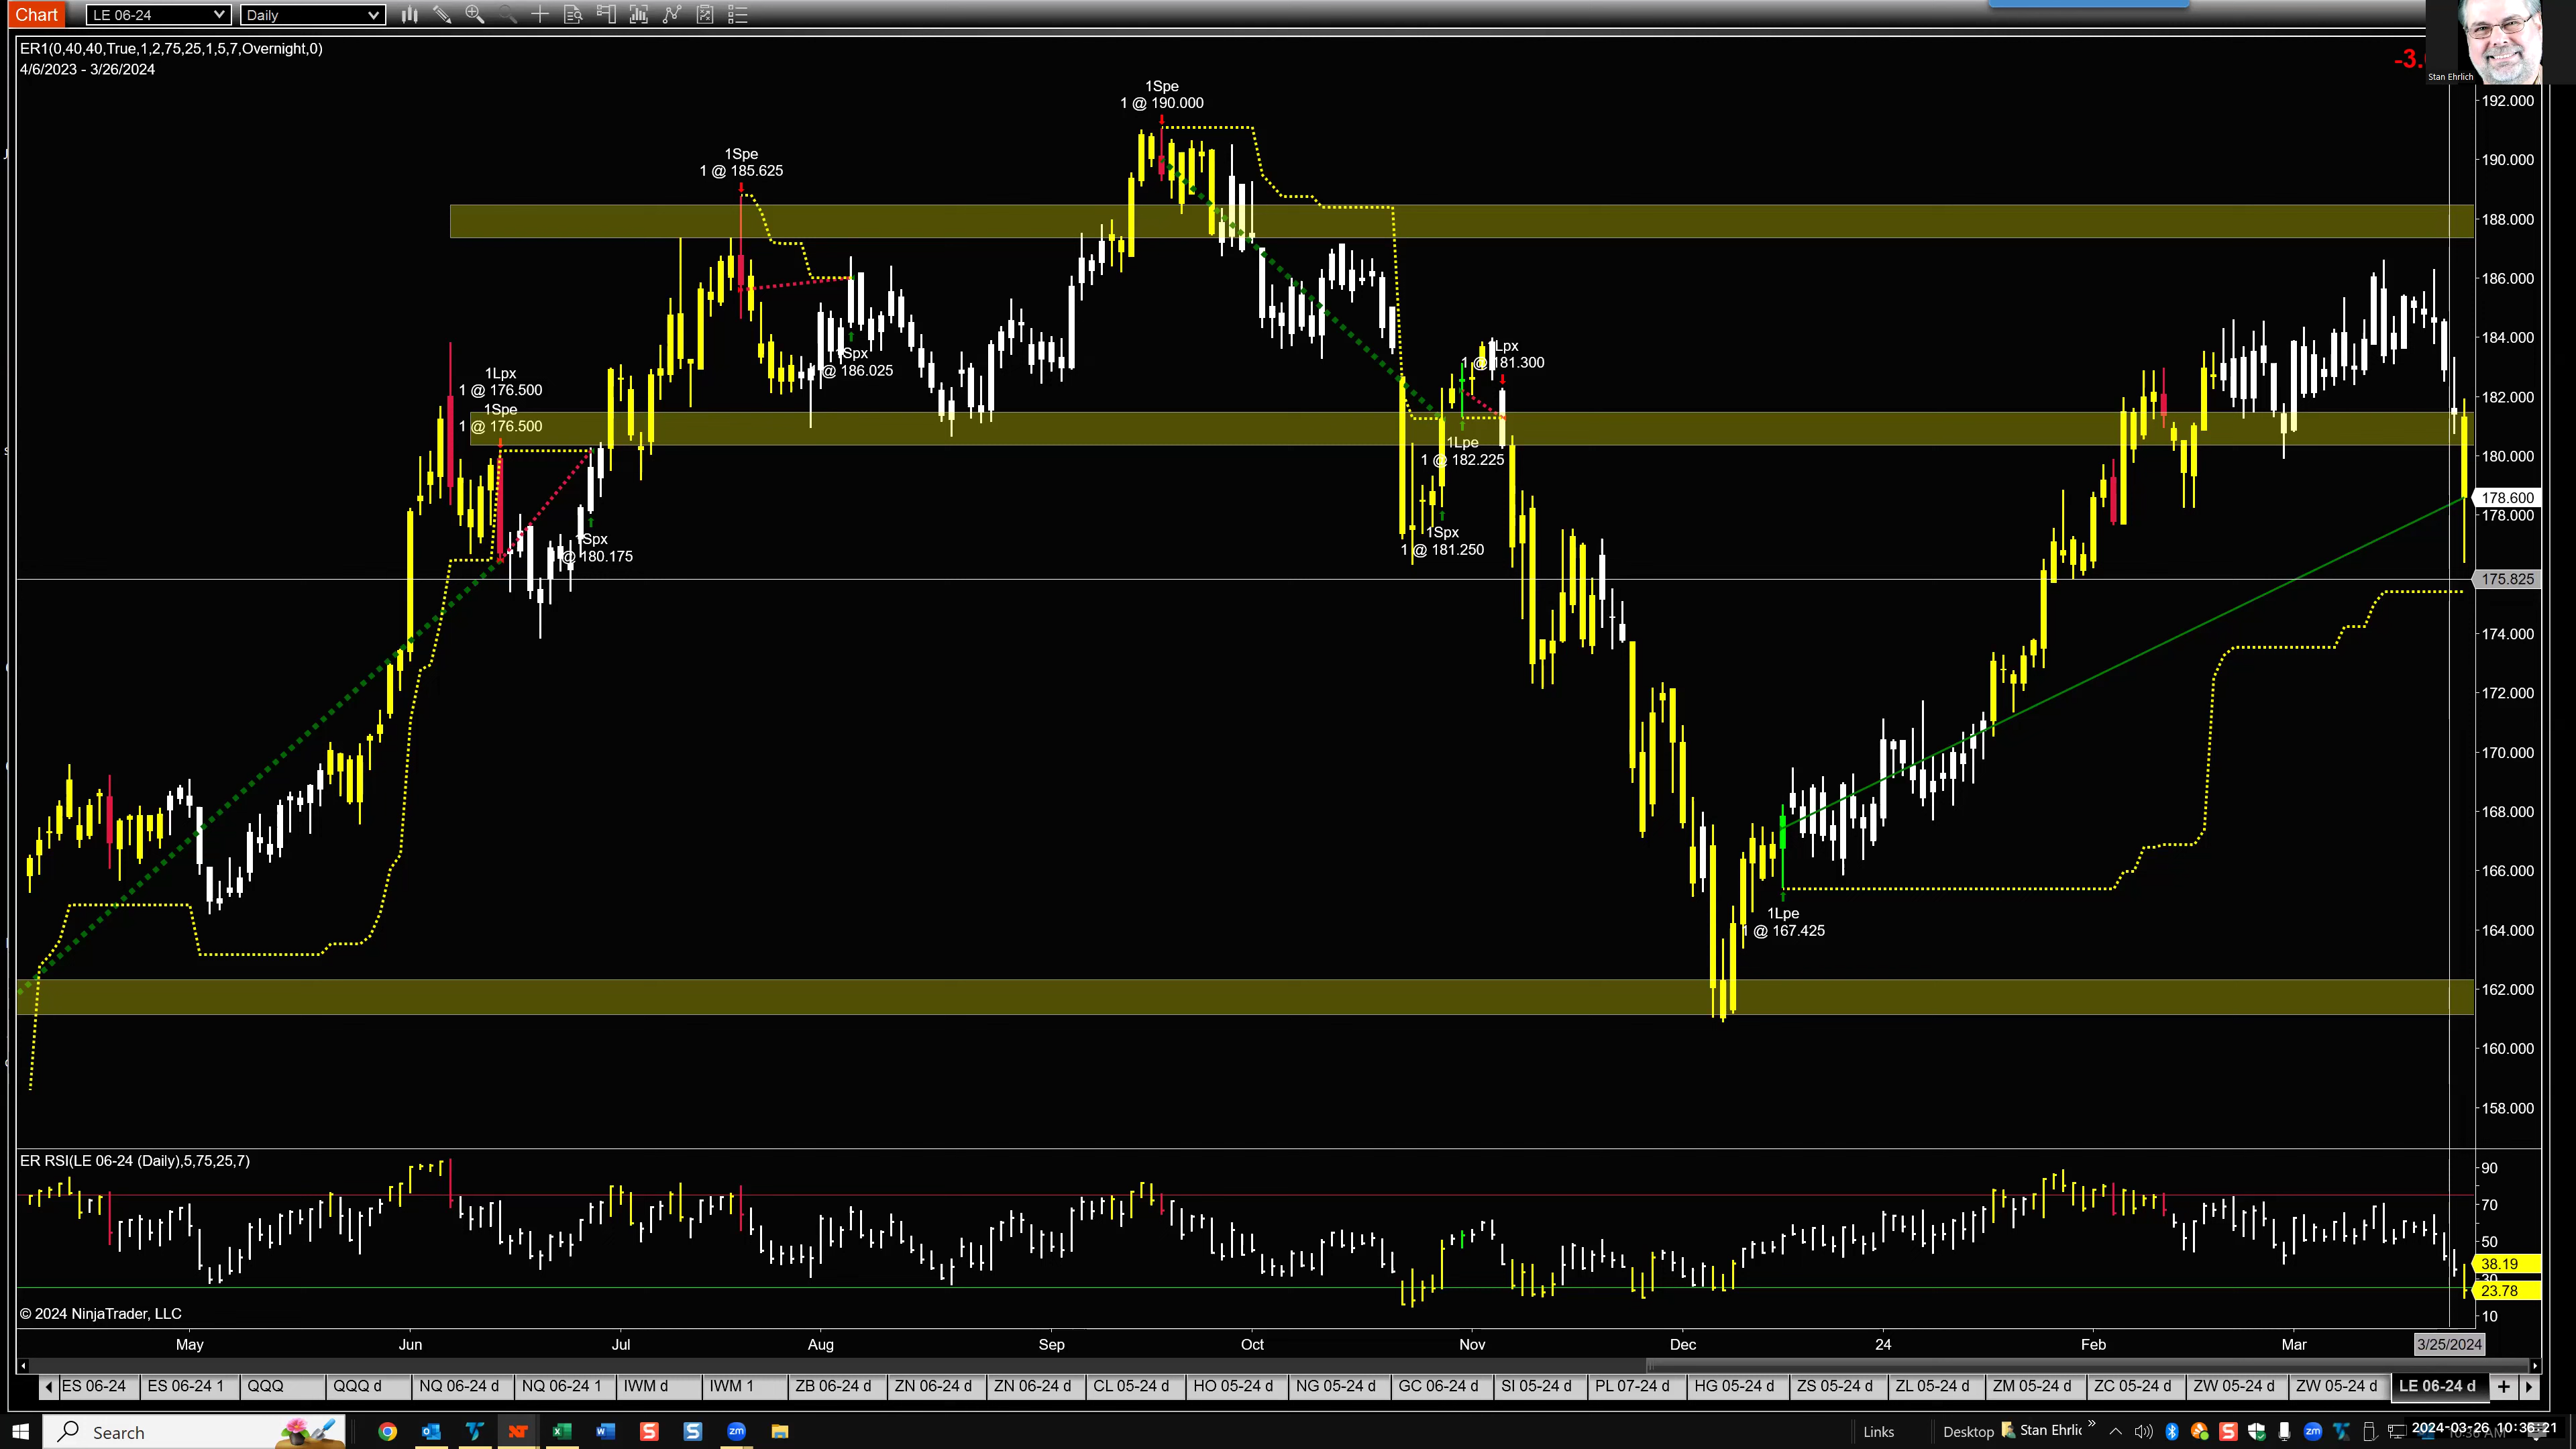 Chart LE 06-24 Daily
ER1(0,40,40,True,1,2,75,25,1,5,7,Overnight,0)
4/6/2023 - 3/26/2024
Stan Ehrlich
1Spe
1 @ 190.000
1Spe
1 @ 185.625
1Spx
@ 186.025
1Lpx
1 @ 176.500
1Spe
1 @ 176.500
1Spx
@ 180.175
1Lpx
1 @ 181.300
1Lpe
1 @ 182.225
1Spx
1 @ 181.250
1Lpe
1 @ 167.425
192.000
190.000
188.000
186.000
184.000
182.000
180.000
178.600
178.000
175.825
174.000
172.000
170.000
168.000
166.000
164.000
162.000
160.000
158.000
ER RSI(LE 06-24 (Daily),5,75,25,7)
90
70
50
38.19
30
23.78
10
© 2024 NinjaTrader, LLC
May Jun Jul Aug Sep Oct Nov Dec 24 Feb Mar 3/25/2024
ES 06-24 ES 06-24 1 QQQ QQQ d NQ 06-24 d NQ 06-24 1 IWM d IWM 1 ZB 06-24 d ZN 06-24 d ZN 06-24 d CL 05-24 d HO 05-24 d NG 05-24 d GC 06-24 d SI 05-24 d PL 07-24 d HG 05-24 d ZS 05-24 d ZL 05-24 d ZM 05-24 d ZC 05-24 d ZW 05-24 d ZW 05-24 d LE 06-24 d +
Search Links Desktop Stan Ehrlic 2024-03-26 10:36:21